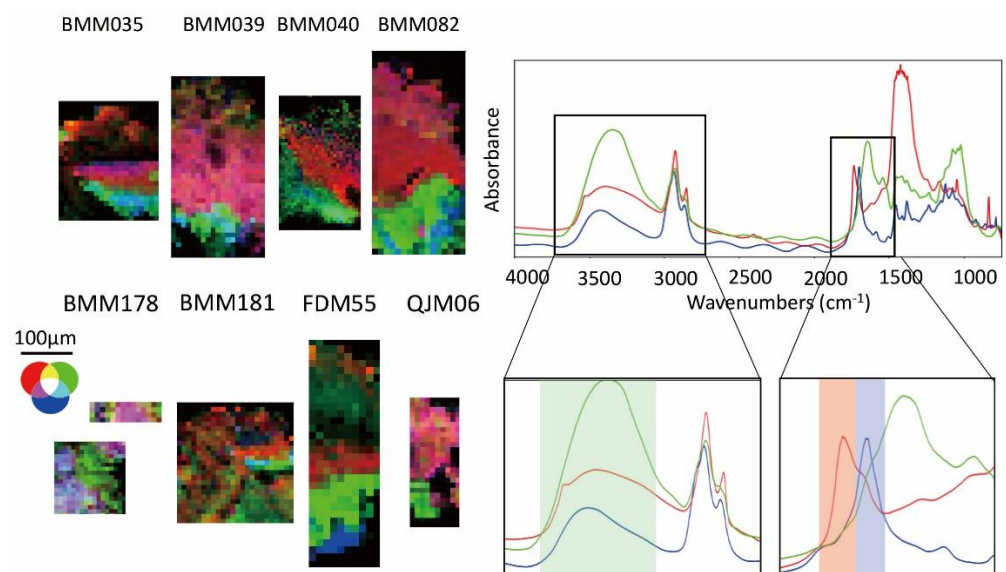 BMM035
BMM039
BMM040
BMM082
BMM178
BMM181
FDM55
QJM06
100μm
Absorbance
4000
3500
3000
2500
2000
1500
1000
Wavenumbers (cm⁻¹)